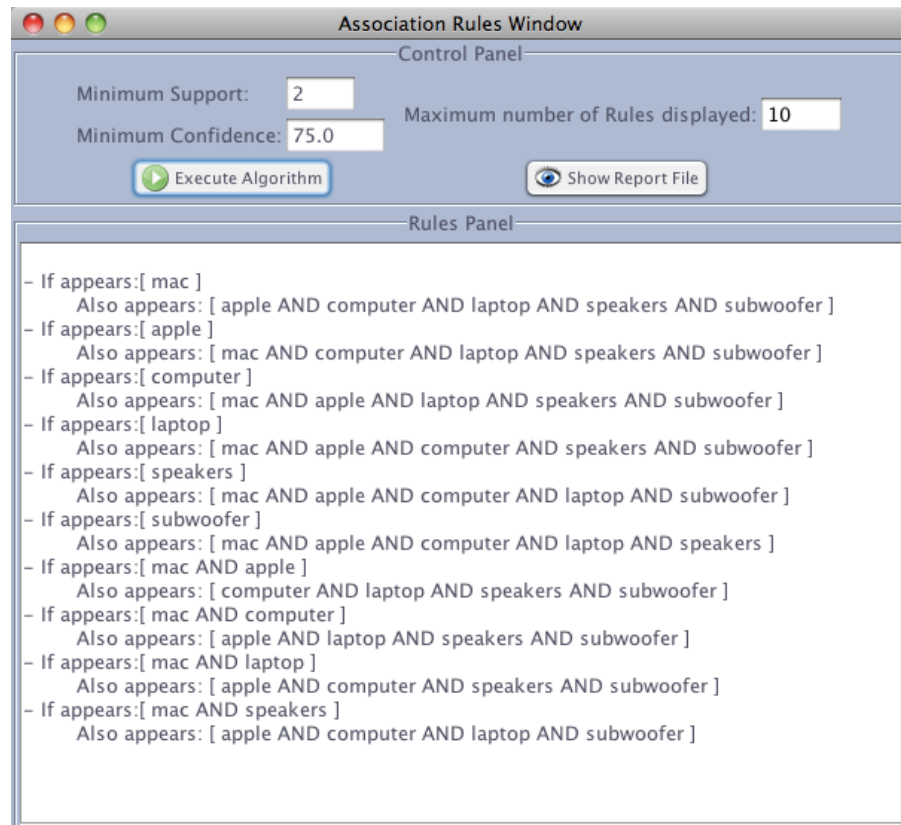 Association Rules Window
Control Panel
Minimum Support: 2
Maximum number of Rules displayed: 10
Minimum Confidence: 75.0
Execute Algorithm
Show Report File
Rules Panel
– If appears:[ mac ]
Also appears: [ apple AND computer AND laptop AND speakers AND subwoofer ]
– If appears:[ apple ]
Also appears: [ mac AND computer AND laptop AND speakers AND subwoofer ]
– If appears:[ computer ]
Also appears: [ mac AND apple AND laptop AND speakers AND subwoofer ]
– If appears:[ laptop ]
Also appears: [ mac AND apple AND computer AND speakers AND subwoofer ]
– If appears:[ speakers ]
Also appears: [ mac AND apple AND computer AND laptop AND subwoofer ]
– If appears:[ subwoofer ]
Also appears: [ mac AND apple AND computer AND laptop AND speakers ]
– If appears:[ mac AND apple ]
Also appears: [ computer AND laptop AND speakers AND subwoofer ]
– If appears:[ mac AND computer ]
Also appears: [ apple AND laptop AND speakers AND subwoofer ]
– If appears:[ mac AND laptop ]
Also appears: [ apple AND computer AND speakers AND subwoofer ]
– If appears:[ mac AND speakers ]
Also appears: [ apple AND computer AND laptop AND subwoofer ]